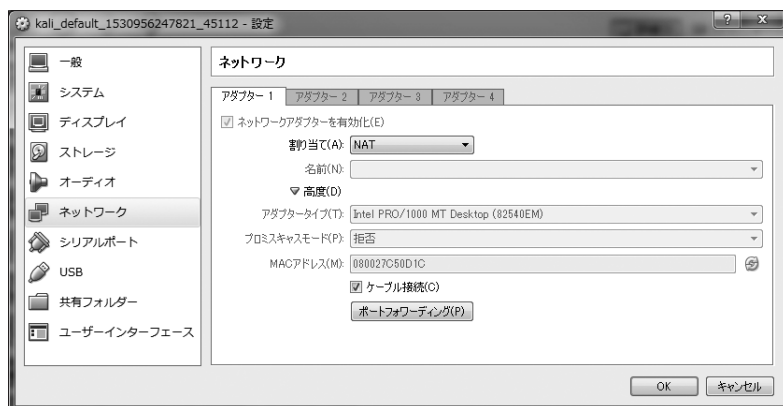 kali_default_1530956247821_45112 - 設定
一般
システム
ディスプレイ
ストレージ
オーディオ
ネットワーク
シリアルポート
USB
共有フォルダー
ユーザーインターフェース
ネットワーク
アダプター 1 アダプター 2 アダプター 3 アダプター 4
ネットワークアダプターを有効化(E)
割り当て(A): NAT
名前(N):
高度(D)
アダプタータイプ(T): Intel PRO/1000 MT Desktop (82540EM)
プロミスキャスモード(P): 拒否
MACアドレス(M): 080027C50D1C
ケーブル接続(C)
ポートフォワーディング(P)
OK キャンセル